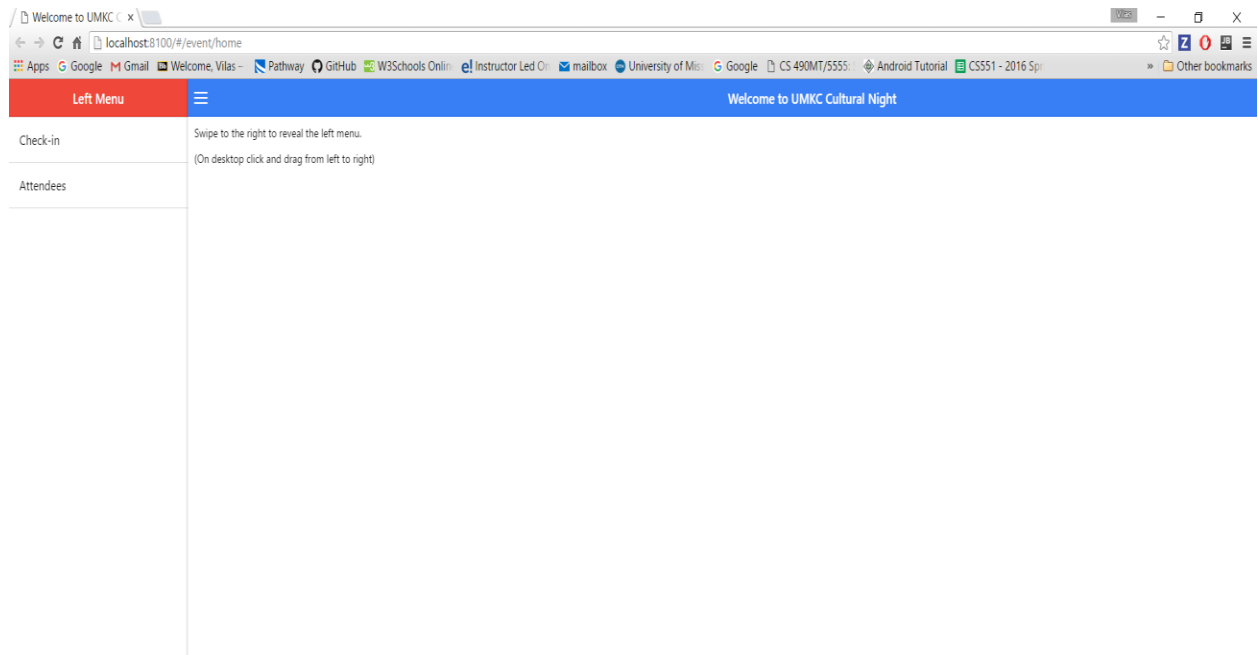 Welcome to UMKC C
Vilas
localhost:8100/#/event/home
Apps Google Gmail Welcome, Vilas – Pathway GitHub W3Schools Onlin Instructor Led On mailbox University of Miss Google CS 490MT/5555: Android Tutorial CS551 - 2016 Spr » Other bookmarks
Left Menu
Welcome to UMKC Cultural Night
Check-in
Swipe to the right to reveal the left menu.
(On desktop click and drag from left to right)
Attendees